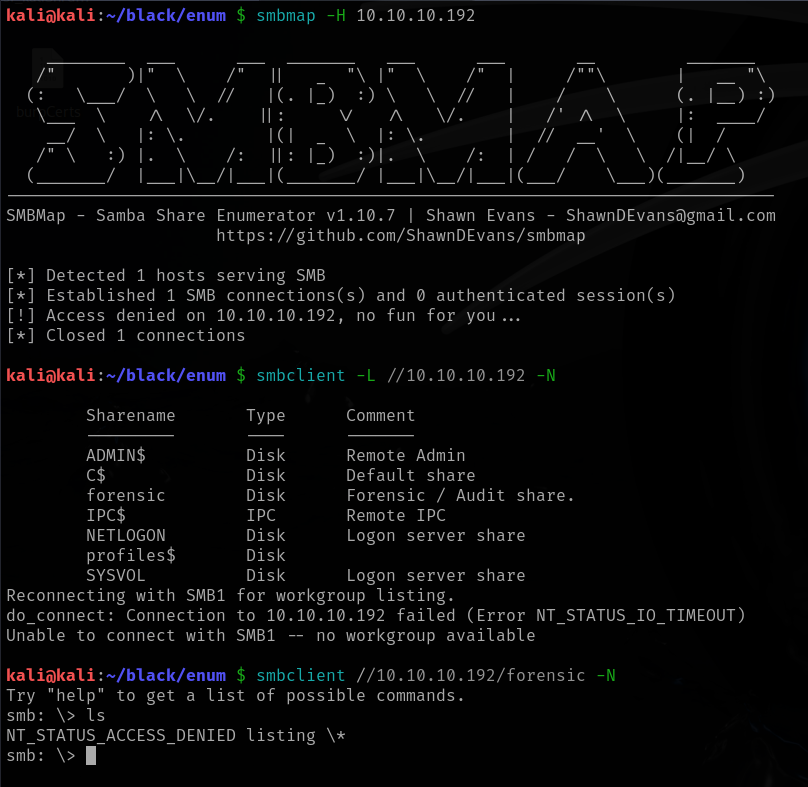 kali@kali:~/black/enum $ smbmap -H 10.10.10.192
SMBMAP
SMBMap - Samba Share Enumerator v1.10.7 | Shawn Evans - ShawnDEvans@gmail.com
https://github.com/ShawnDEvans/smbmap
[*] Detected 1 hosts serving SMB
[*] Established 1 SMB connections(s) and 0 authenticated session(s)
[!] Access denied on 10.10.10.192, no fun for you...
[*] Closed 1 connections
kali@kali:~/black/enum $ smbclient -L //10.10.10.192 -N
Sharename Type Comment
--------- ---- -------
ADMIN$ Disk Remote Admin
C$ Disk Default share
forensic Disk Forensic / Audit share.
IPC$ IPC Remote IPC
NETLOGON Disk Logon server share
profiles$ Disk
SYSVOL Disk Logon server share
Reconnecting with SMB1 for workgroup listing.
do_connect: Connection to 10.10.10.192 failed (Error NT_STATUS_IO_TIMEOUT)
Unable to connect with SMB1 -- no workgroup available
kali@kali:~/black/enum $ smbclient //10.10.10.192/forensic -N
Try "help" to get a list of possible commands.
smb: \> ls
NT_STATUS_ACCESS_DENIED listing \*
smb: \>